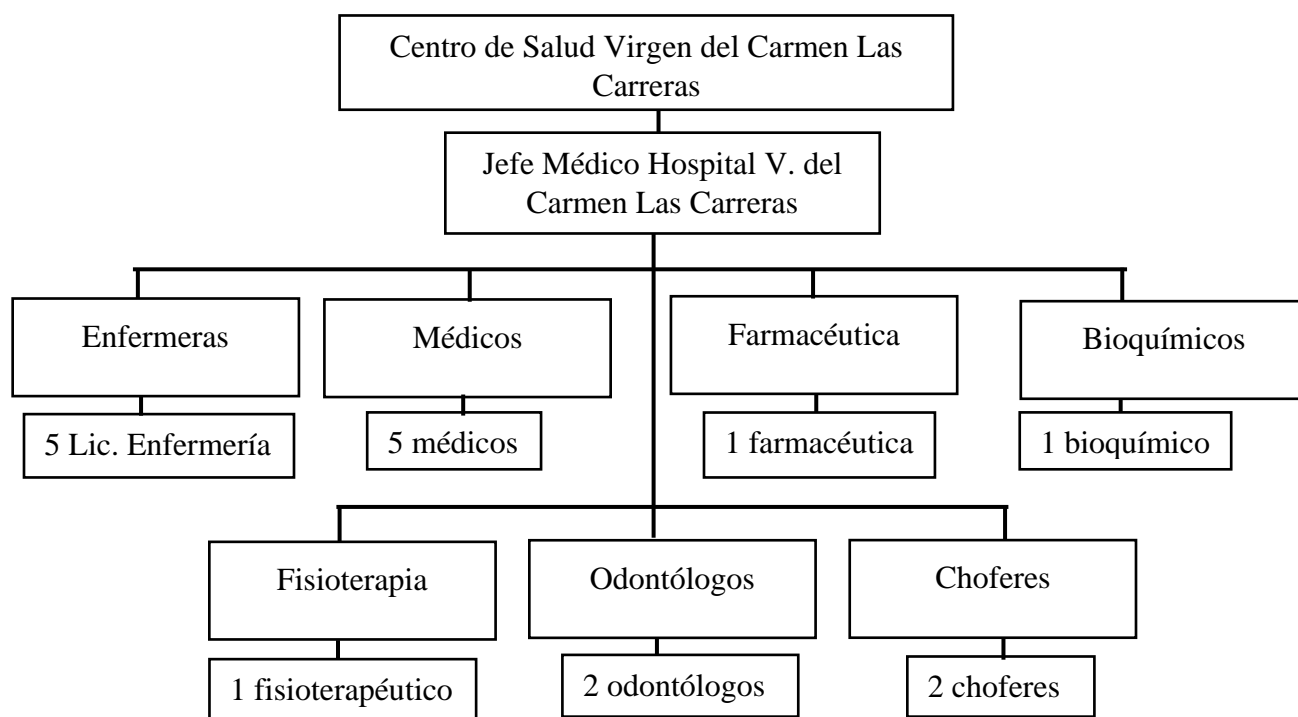 Centro de Salud Virgen del Carmen Las
Carreras
Jefe Médico Hospital V. del
Carmen Las Carreras
Enfermeras
Médicos
Farmacéutica
Bioquímicos
5 Lic. Enfermería
5 médicos
1 farmacéutica
1 bioquímico
Fisioterapia
Odontólogos
Choferes
1 fisioterapéutico
2 odontólogos
2 choferes